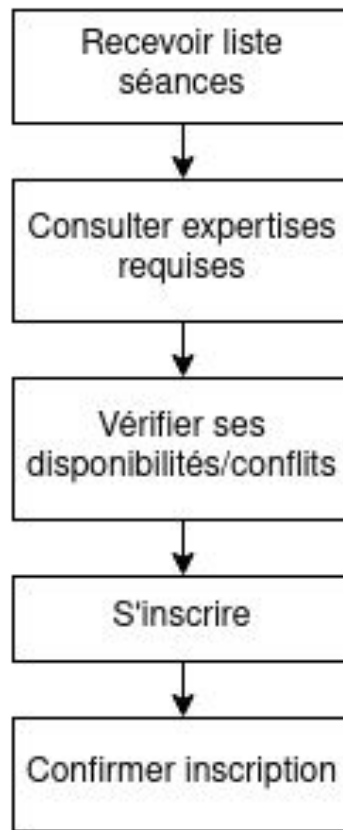 Recevoir liste
séances
Consulter expertises
requises
Vérifier ses
disponibilités/conflits
S'inscrire
Confirmer inscription